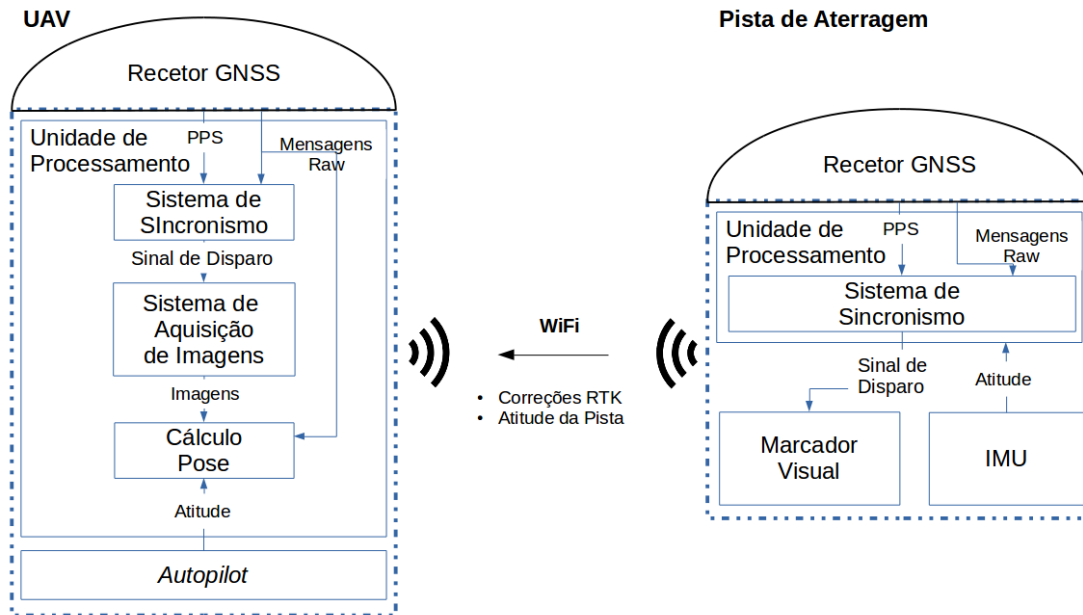 UAV
Recetor GNSS
Unidade de
Processamento
PPS
Mensagens
Raw
Sistema de
SIncronismo
Sinal de Disparo
Sistema de
Aquisição
de Imagens
Imagens
Cálculo
Pose
Atitude
Autopilot
WiFi
• Correções RTK
• Atitude da Pista
Pista de Aterragem
Recetor GNSS
Unidade de
Processamento
PPS
Mensagens
Raw
Sistema de
Sincronismo
Sinal de
Disparo
Atitude
Marcador
Visual
IMU